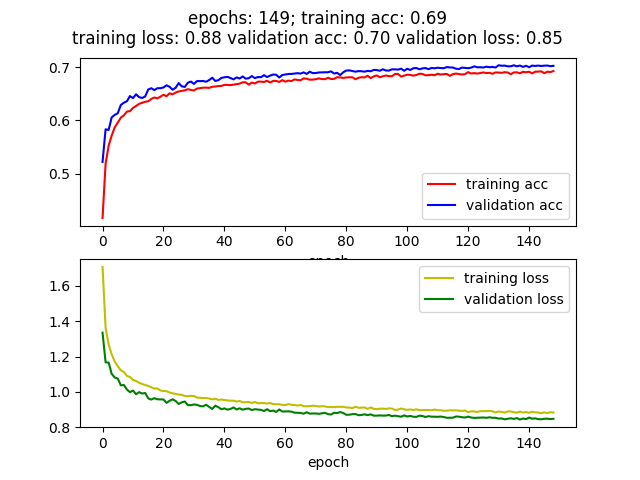 epochs: 149; training acc: 0.69
training loss: 0.88 validation acc: 0.70 validation loss: 0.85
0.7
0.6
0.5
training acc
validation acc
0 20 40 60 80 100 120 140
epoch
1.6
1.4
1.2
1.0
0.8
training loss
validation loss
0 20 40 60 80 100 120 140
epoch